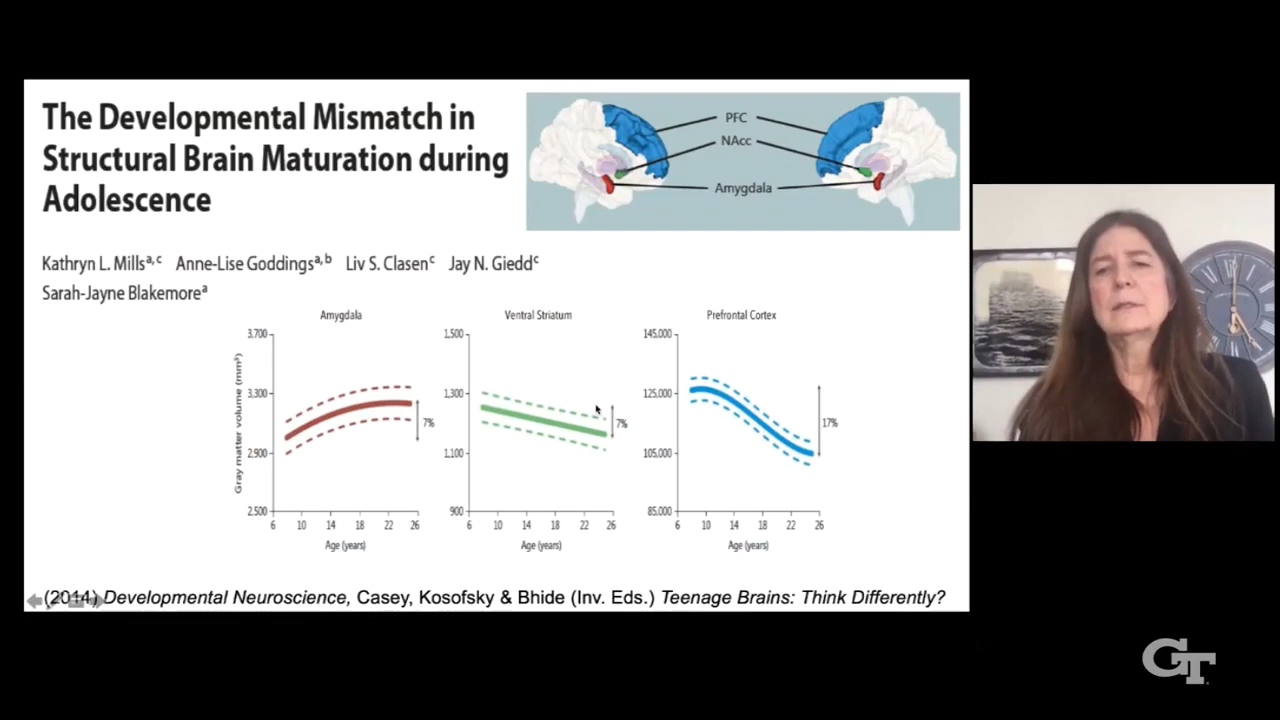 The Developmental Mismatch in
Structural Brain Maturation during
Adolescence
PFC
NAcc
Amygdala
Kathryn L. Millsᵃ,ᶜ Anne-Lise Goddingsᵃ,ᵇ Liv S. Clasenᶜ Jay N. Gieddᶜ
Sarah-Jayne Blakemoreᵃ
Amygdala
Gray matter volume (mm³)
3.700
3.300
2.900
2.500
7%
6 10 14 18 22 26
Age (years)
Ventral Striatum
1,500
1,300
1,100
900
7%
6 10 14 18 22 26
Age (years)
Prefrontal Cortex
145.000
125.000
105.000
85.000
17%
6 10 14 18 22 26
Age (years)
(2014) Developmental Neuroscience, Casey, Kosofsky & Bhide (Inv. Eds.) Teenage Brains: Think Differently?
GT